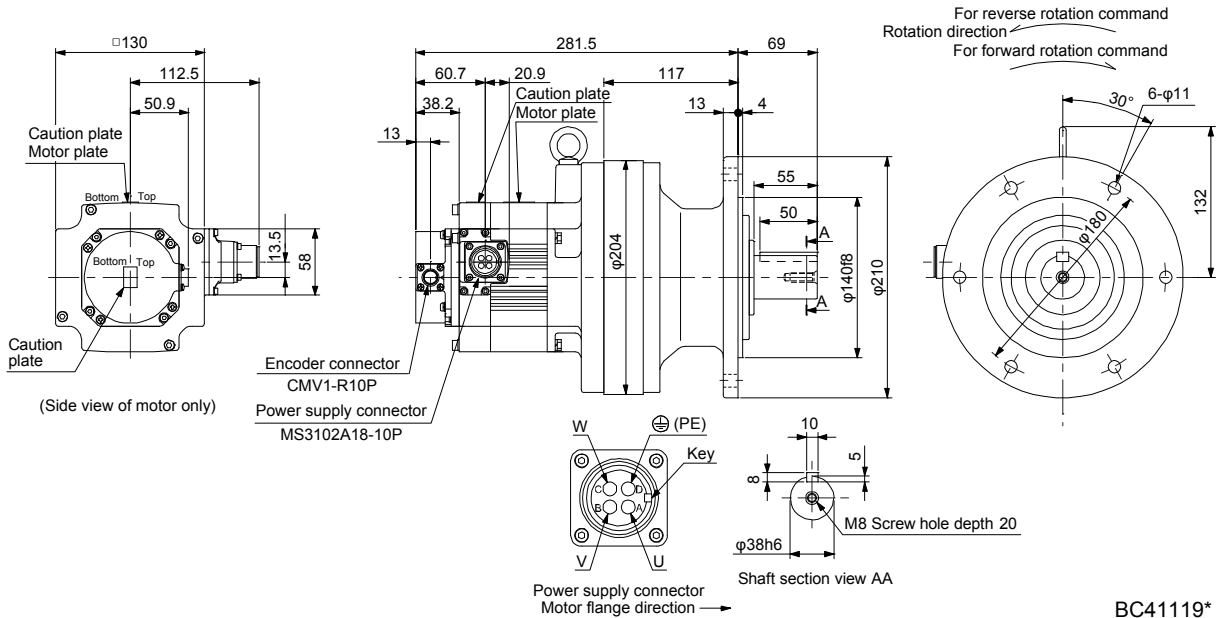 □130
112.5
50.9
Caution plate
Motor plate
Bottom Top
Bottom Top
13.5
58
Caution
plate
(Side view of motor only)
281.5
69
60.7
20.9
117
38.2
Caution plate
Motor plate
13
4
13
55
50
A
A
φ204
φ140f8
φ210
Encoder connector
CMV1-R10P
Power supply connector
MS3102A18-10P
For reverse rotation command
Rotation direction
For forward rotation command
30°
6-φ11
132
φ180
W
(PE)
Key
C D
B A
V U
Power supply connector
Motor flange direction
10
5
8
M8 Screw hole depth 20
φ38h6
Shaft section view AA
BC41119*